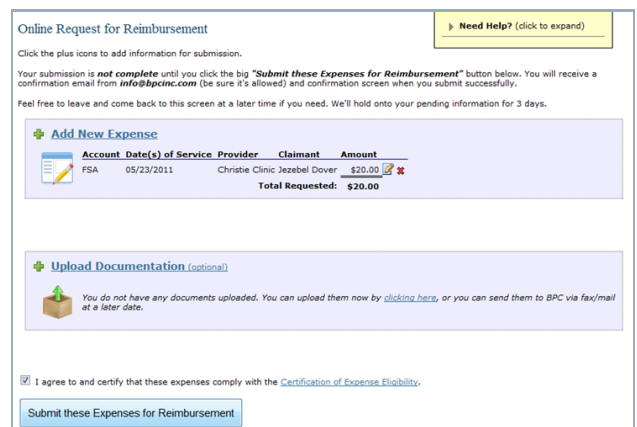 Online Request for Reimbursement
Need Help? (click to expand)
Click the plus icons to add information for submission.
Your submission is not complete until you click the big "Submit these Expenses for Reimbursement" button below. You will receive a
confirmation email from info@bpcinc.com (be sure it's allowed) and confirmation screen when you submit successfully.
Feel free to leave and come back to this screen at a later time if you need. We'll hold onto your pending information for 3 days.
Add New Expense
Account Date(s) of Service Provider Claimant Amount
FSA 05/23/2011 Christie Clinic Jezebel Dover $20.00
Total Requested: $20.00
Upload Documentation (optional)
You do not have any documents uploaded. You can upload them now by clicking here, or you can send them to BPC via fax/mail
at a later date.
I agree to and certify that these expenses comply with the Certification of Expense Eligibility.
Submit these Expenses for Reimbursement